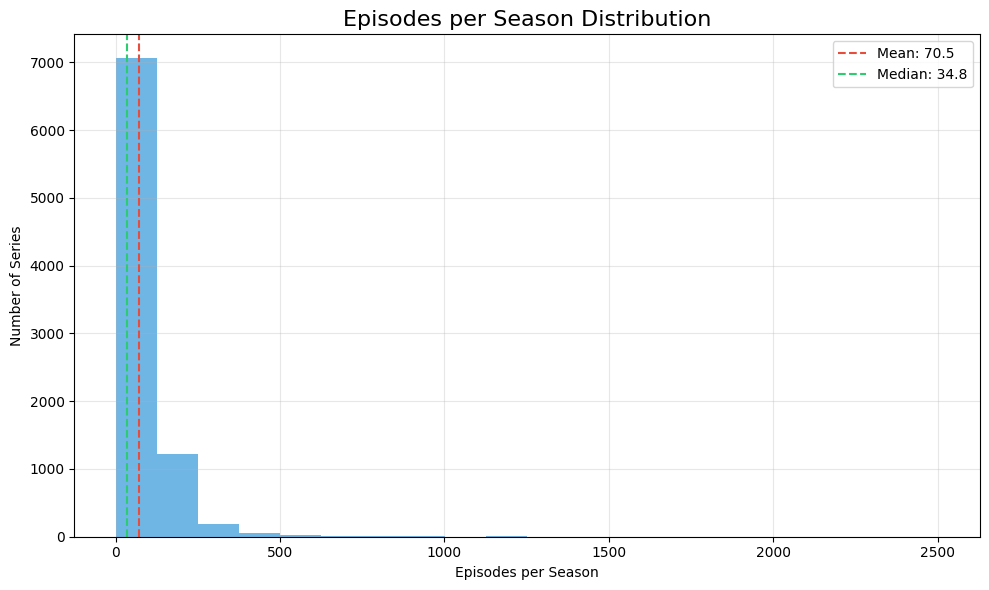 Episodes per Season Distribution
Mean: 70.5
Median: 34.8
Number of Series
7000
6000
5000
4000
3000
2000
1000
0
0 500 1000 1500 2000 2500
Episodes per Season